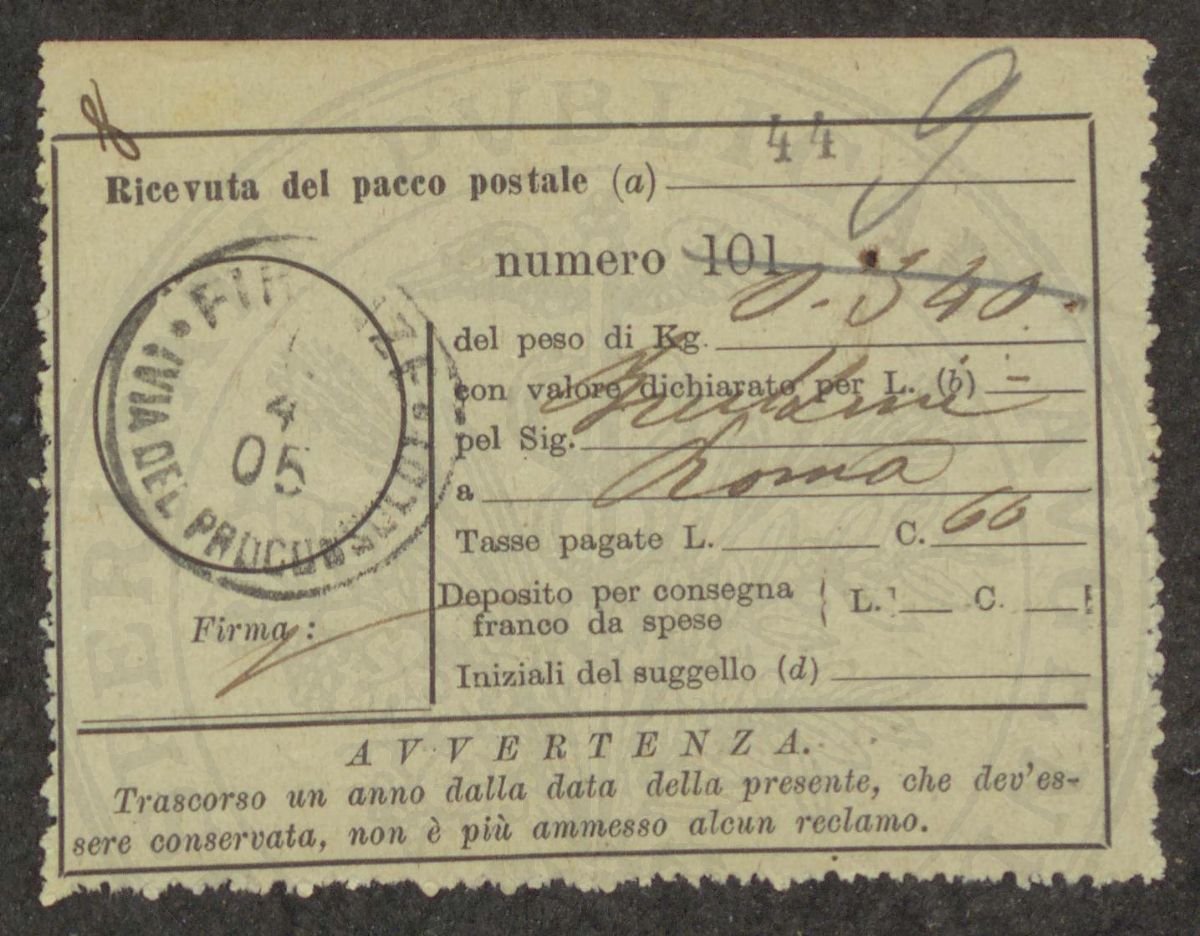 44 9
Ricevuta del pacco postale (a)
numero 101
0.340
del peso di Kg.
con valore dichiarato per L. (b) -
pel Sig.
a Roma
Tasse pagate L. C. 60
Deposito per consegna { L. C.
franco da spese
Iniziali del suggello (d)
4
05
VIA DEL PROCONSOLO
Firma :
AVVERTENZA.
Trascorso un anno dalla data della presente, che dev'es-
sere conservata, non è più ammesso alcun reclamo.